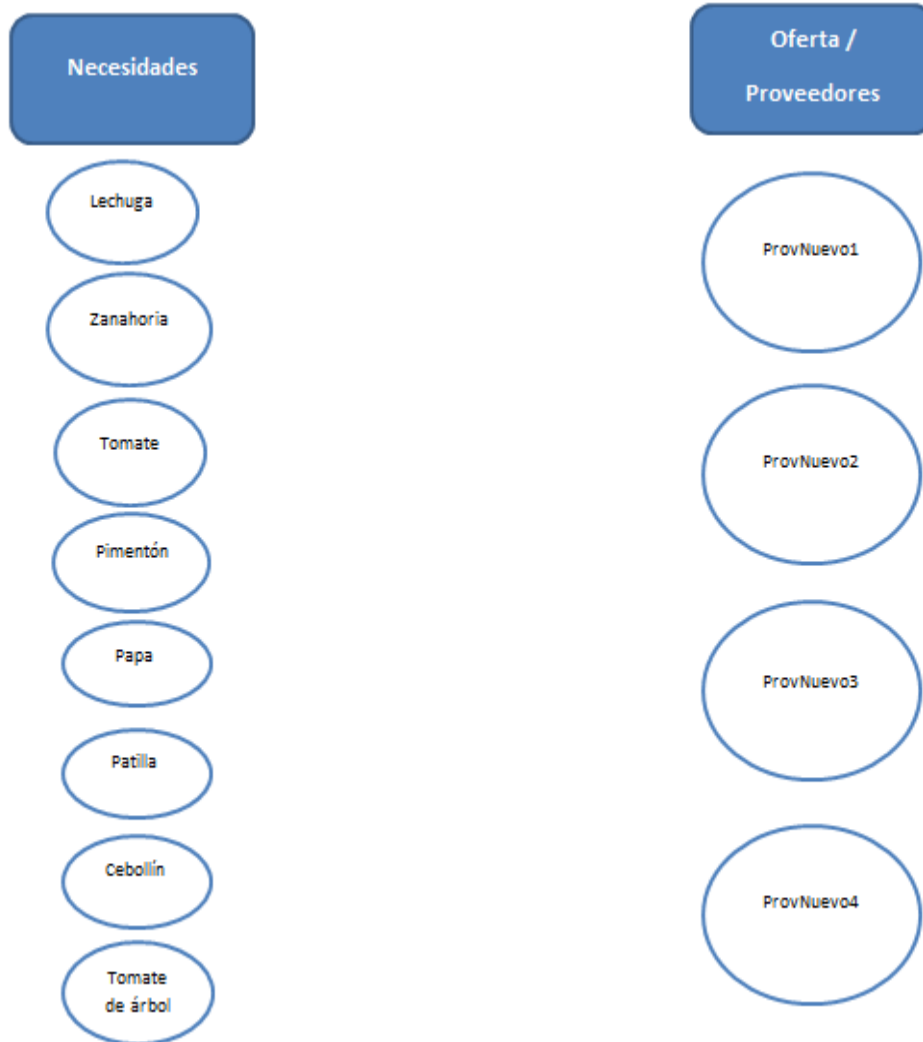 Necesidades
Lechuga
Zanahoria
Tomate
Pimentón
Papa
Patilla
Cebollín
Tomate
de árbol
Oferta /
Proveedores
ProvNuevo1
ProvNuevo2
ProvNuevo3
ProvNuevo4